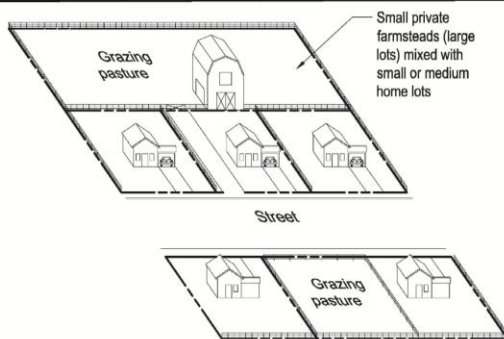 Small private
farmsteads (large
lots) mixed with
small or medium
home lots
Grazing
pasture
Street
Grazing
pasture